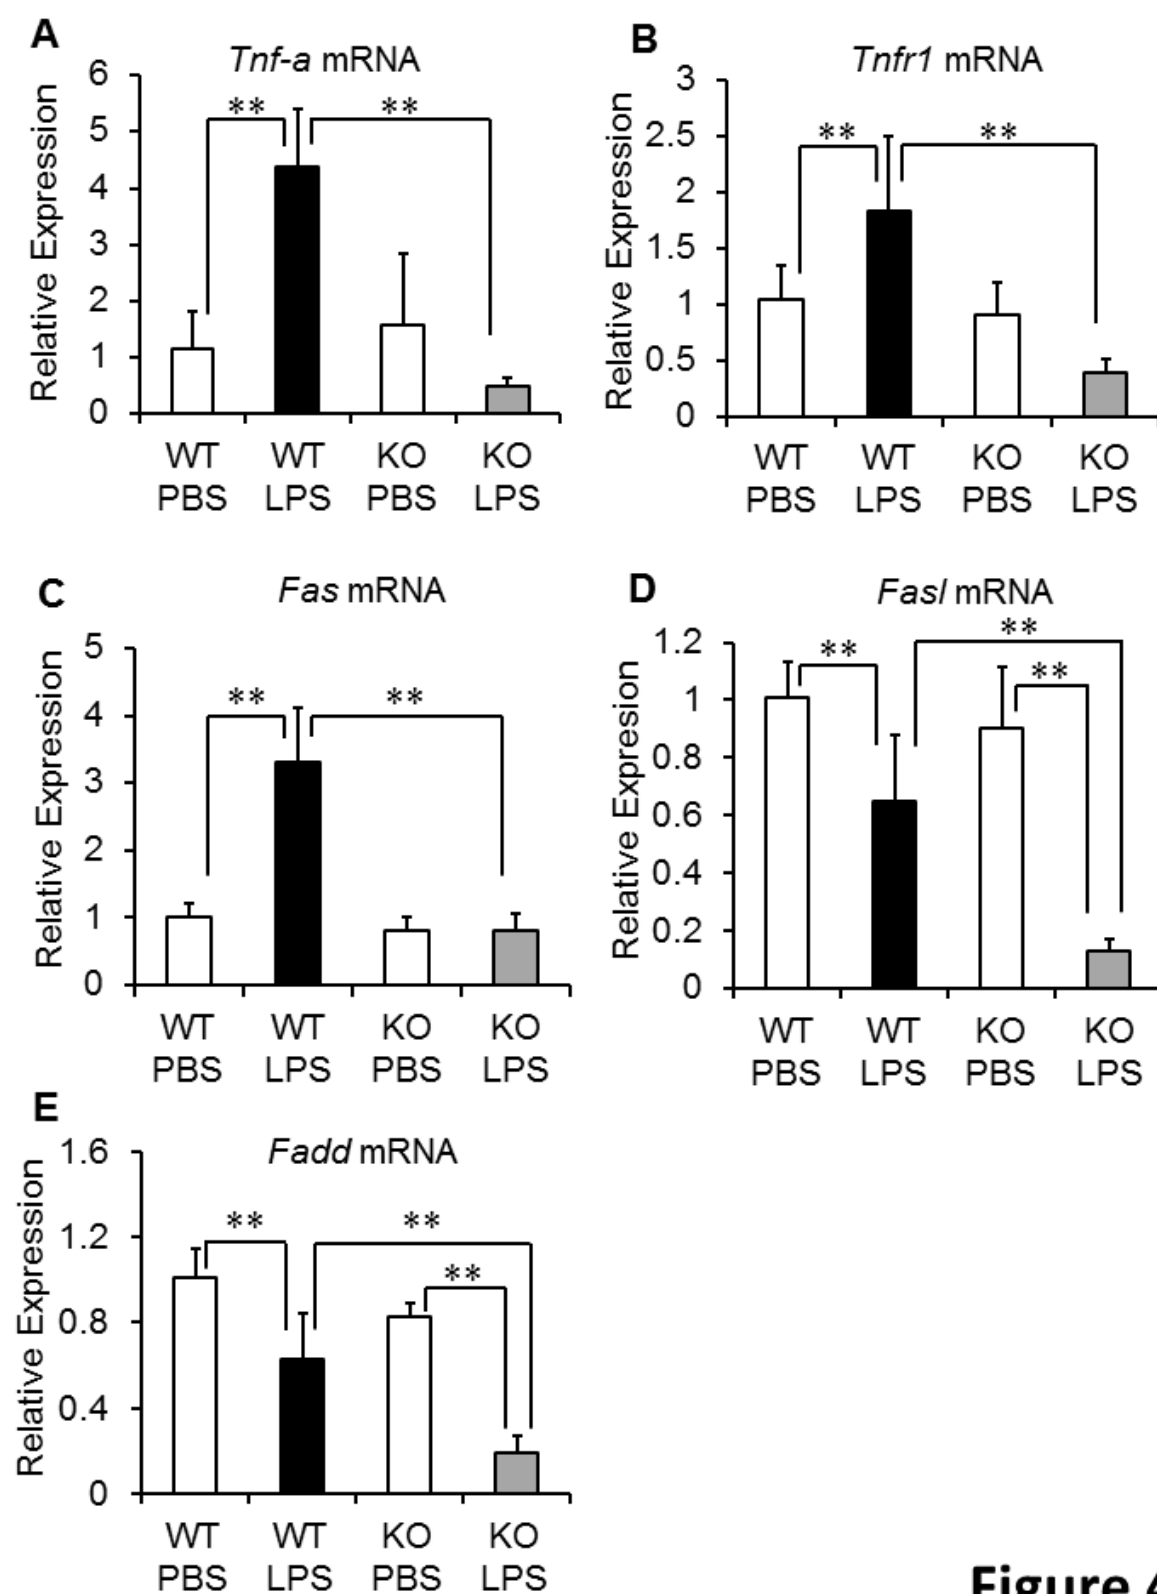 A
Tnf-a mRNA
Relative Expression
6
5
4
3
2
1
0
**
**
WT WT KO KO
PBS LPS PBS LPS
B
Tnfr1 mRNA
Relative Expression
3
2.5
2
1.5
1
0.5
0
**
**
WT WT KO KO
PBS LPS PBS LPS
C
Fas mRNA
Relative Expression
5
4
3
2
1
0
**
**
WT WT KO KO
PBS LPS PBS LPS
D
Fasl mRNA
Relative Expression
1.2
1
0.8
0.6
0.4
0.2
0
**
**
**
WT WT KO KO
PBS LPS PBS LPS
E
Fadd mRNA
Relative Expression
1.6
1.2
0.8
0.4
0
**
**
**
WT WT KO KO
PBS LPS PBS LPS
Figure